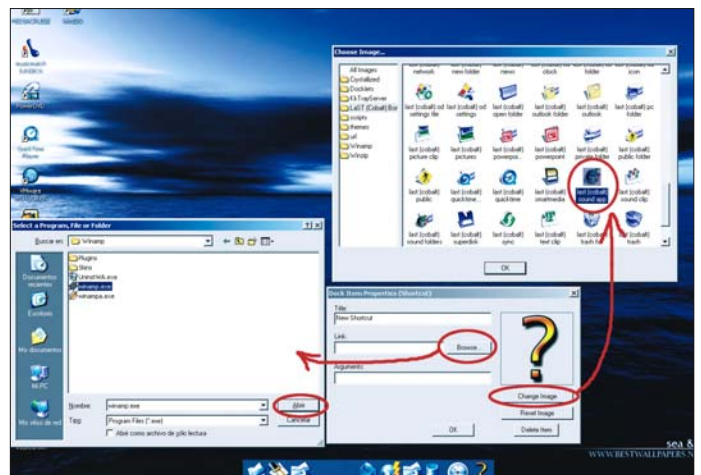 musicmatch
JUKEBOX
PowerDVD
Player
VMware
Choose Image...
All Images
Crystallized
Docklets
KkTrayServer
scripts
themes
url
Winamp
Winzip
network
new folder
news
clock
folder
icon
last (cobalt) od
settings file
last (cobalt) od
settings
last (cobalt)
open folder
last (cobalt)
outlook folder
last (cobalt)
outlook
last (cobalt) pc
folder
last (cobalt)
picture clip
last (cobalt)
pictures
last (cobalt)
powerpoi...
last (cobalt)
powerpoint
last (cobalt)
private folder
last (cobalt)
public folder
last (cobalt)
public
last (cobalt)
quicktime...
last (cobalt)
quicktime
last (cobalt)
smartmedia
last (cobalt)
sound app
last (cobalt)
sound clip
last (cobalt)
sound folders
last (cobalt)
superdisk
last (cobalt)
sync
last (cobalt)
text clip
last (cobalt)
trash full
last (cobalt)
trash
OK
Select a Program, File or Folder
Buscar en:
Winamp
Documentos
recientes
Escritorio
Mis documentos
Mi PC
Mis sitios de red
Plugins
Skins
UninstWA.exe
winamp.exe
winampa.exe
Nombre:
winamp.exe
Abrir
Tipo:
Program Files (*.exe)
Cancelar
Abrir como archivo de sólo lectura
Dock Item Properties (Shortcut)
Title:
New Shortcut
Link:
Browse...
Arguments:
Change Image
Reset Image
OK
Delete Item
sea &
WWW.BESTWALLPAPERS.N